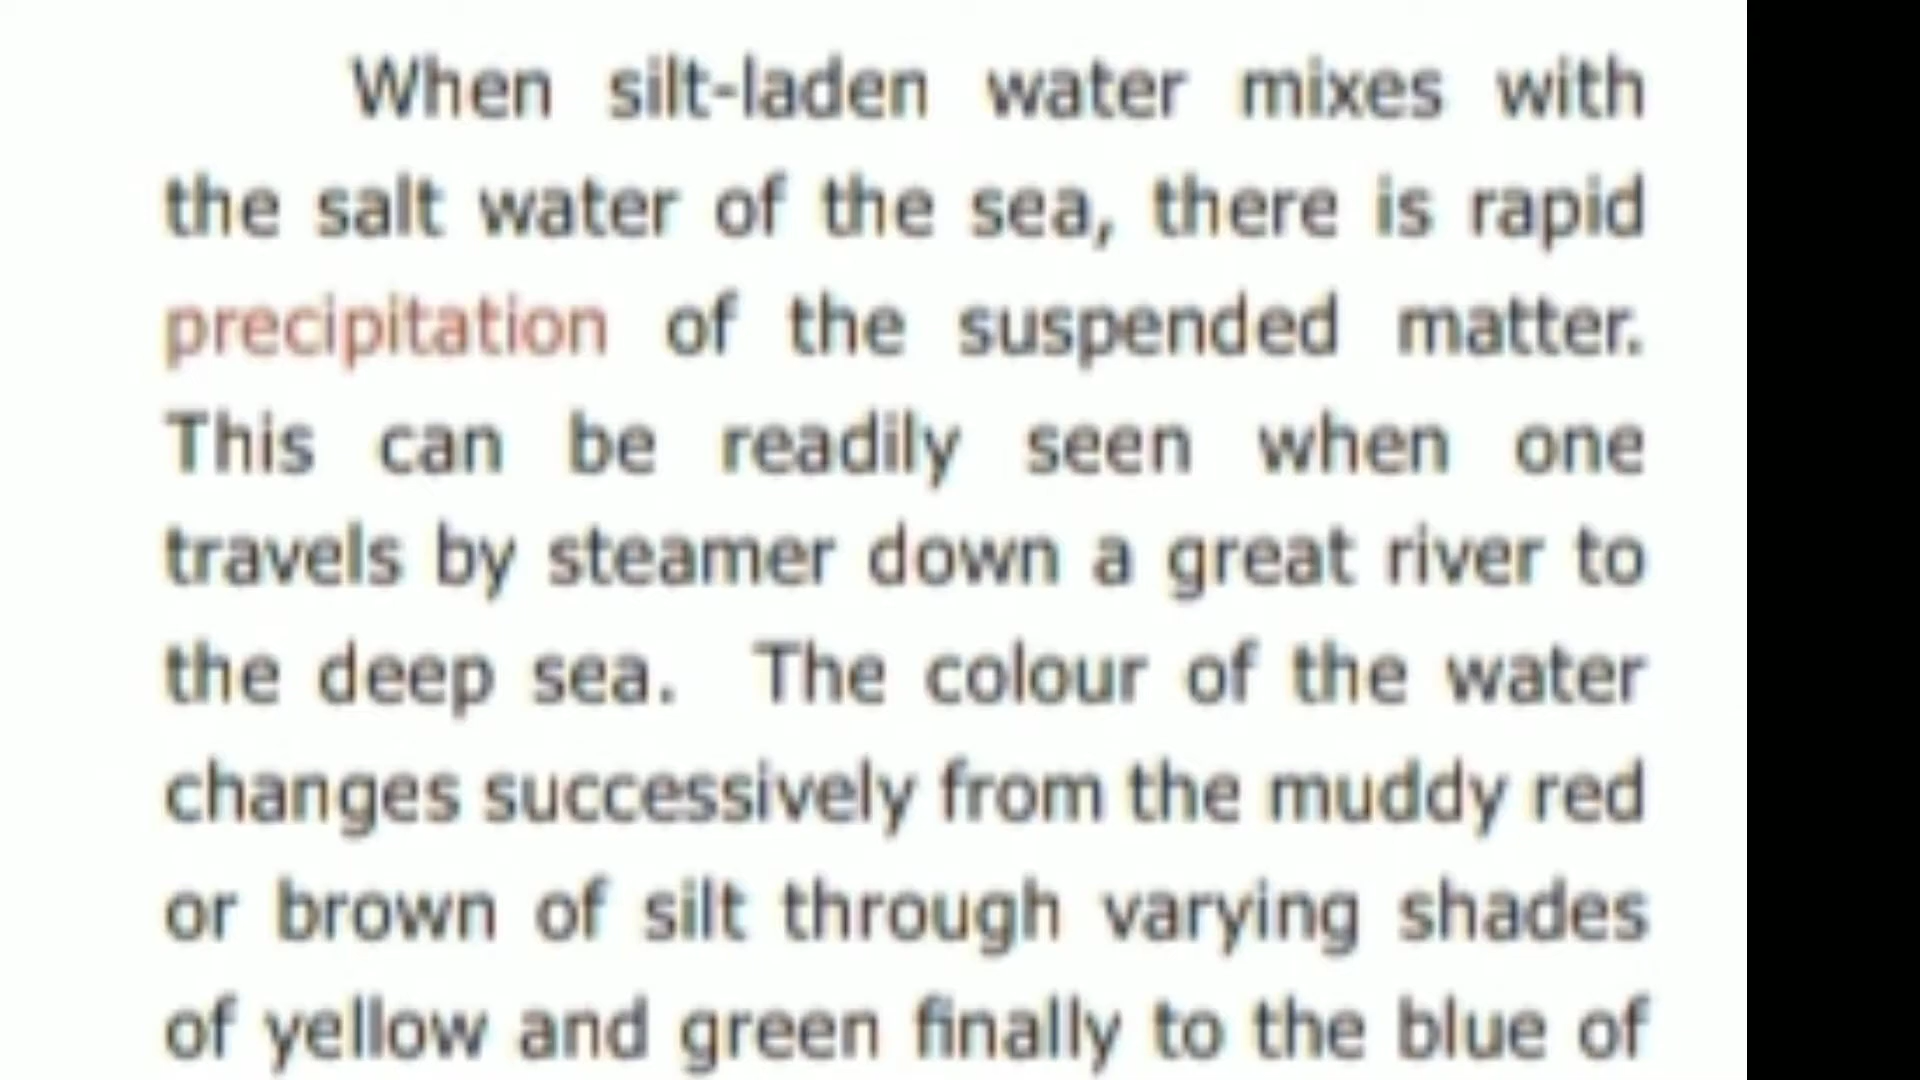 When silt-laden water mixes with
the salt water of the sea, there is rapid
precipitation of the suspended matter.
This can be readily seen when one
travels by steamer down a great river to
the deep sea. The colour of the water
changes successively from the muddy red
or brown of silt through varying shades
of yellow and green finally to the blue of